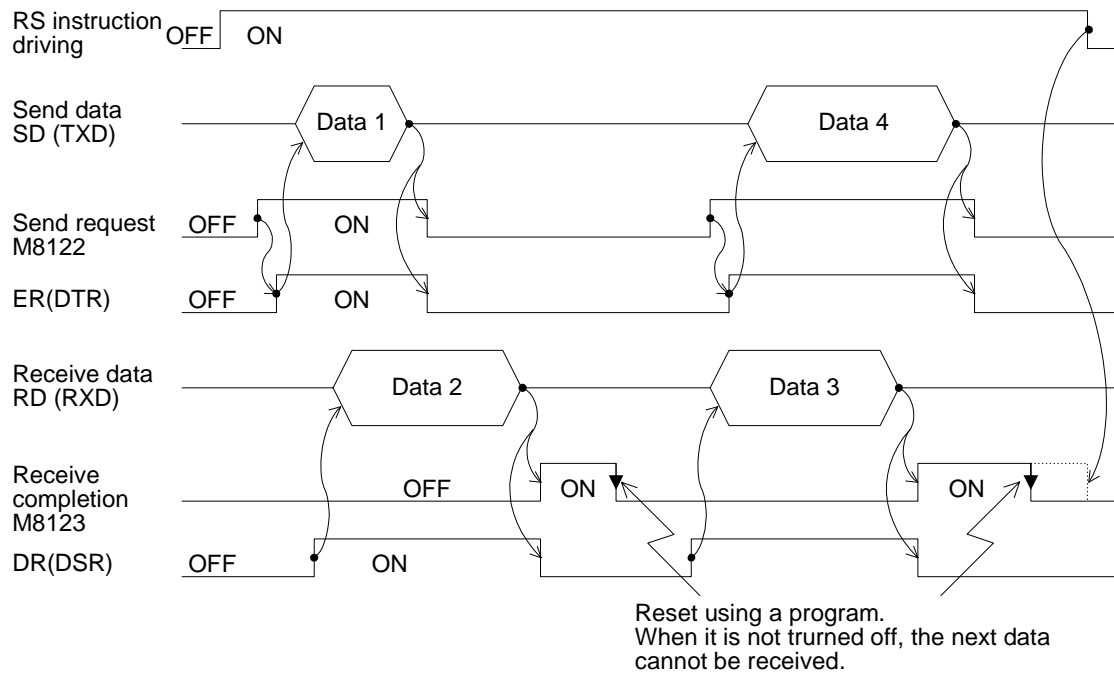 RS instruction
driving
OFF
ON
Send data
SD (TXD)
Data 1
Data 4
Send request
M8122
OFF
ON
ER(DTR)
OFF
ON
Receive data
RD (RXD)
Data 2
Data 3
Receive
completion
M8123
OFF
ON
ON
DR(DSR)
OFF
ON
Reset using a program.
When it is not trurned off, the next data
cannot be received.